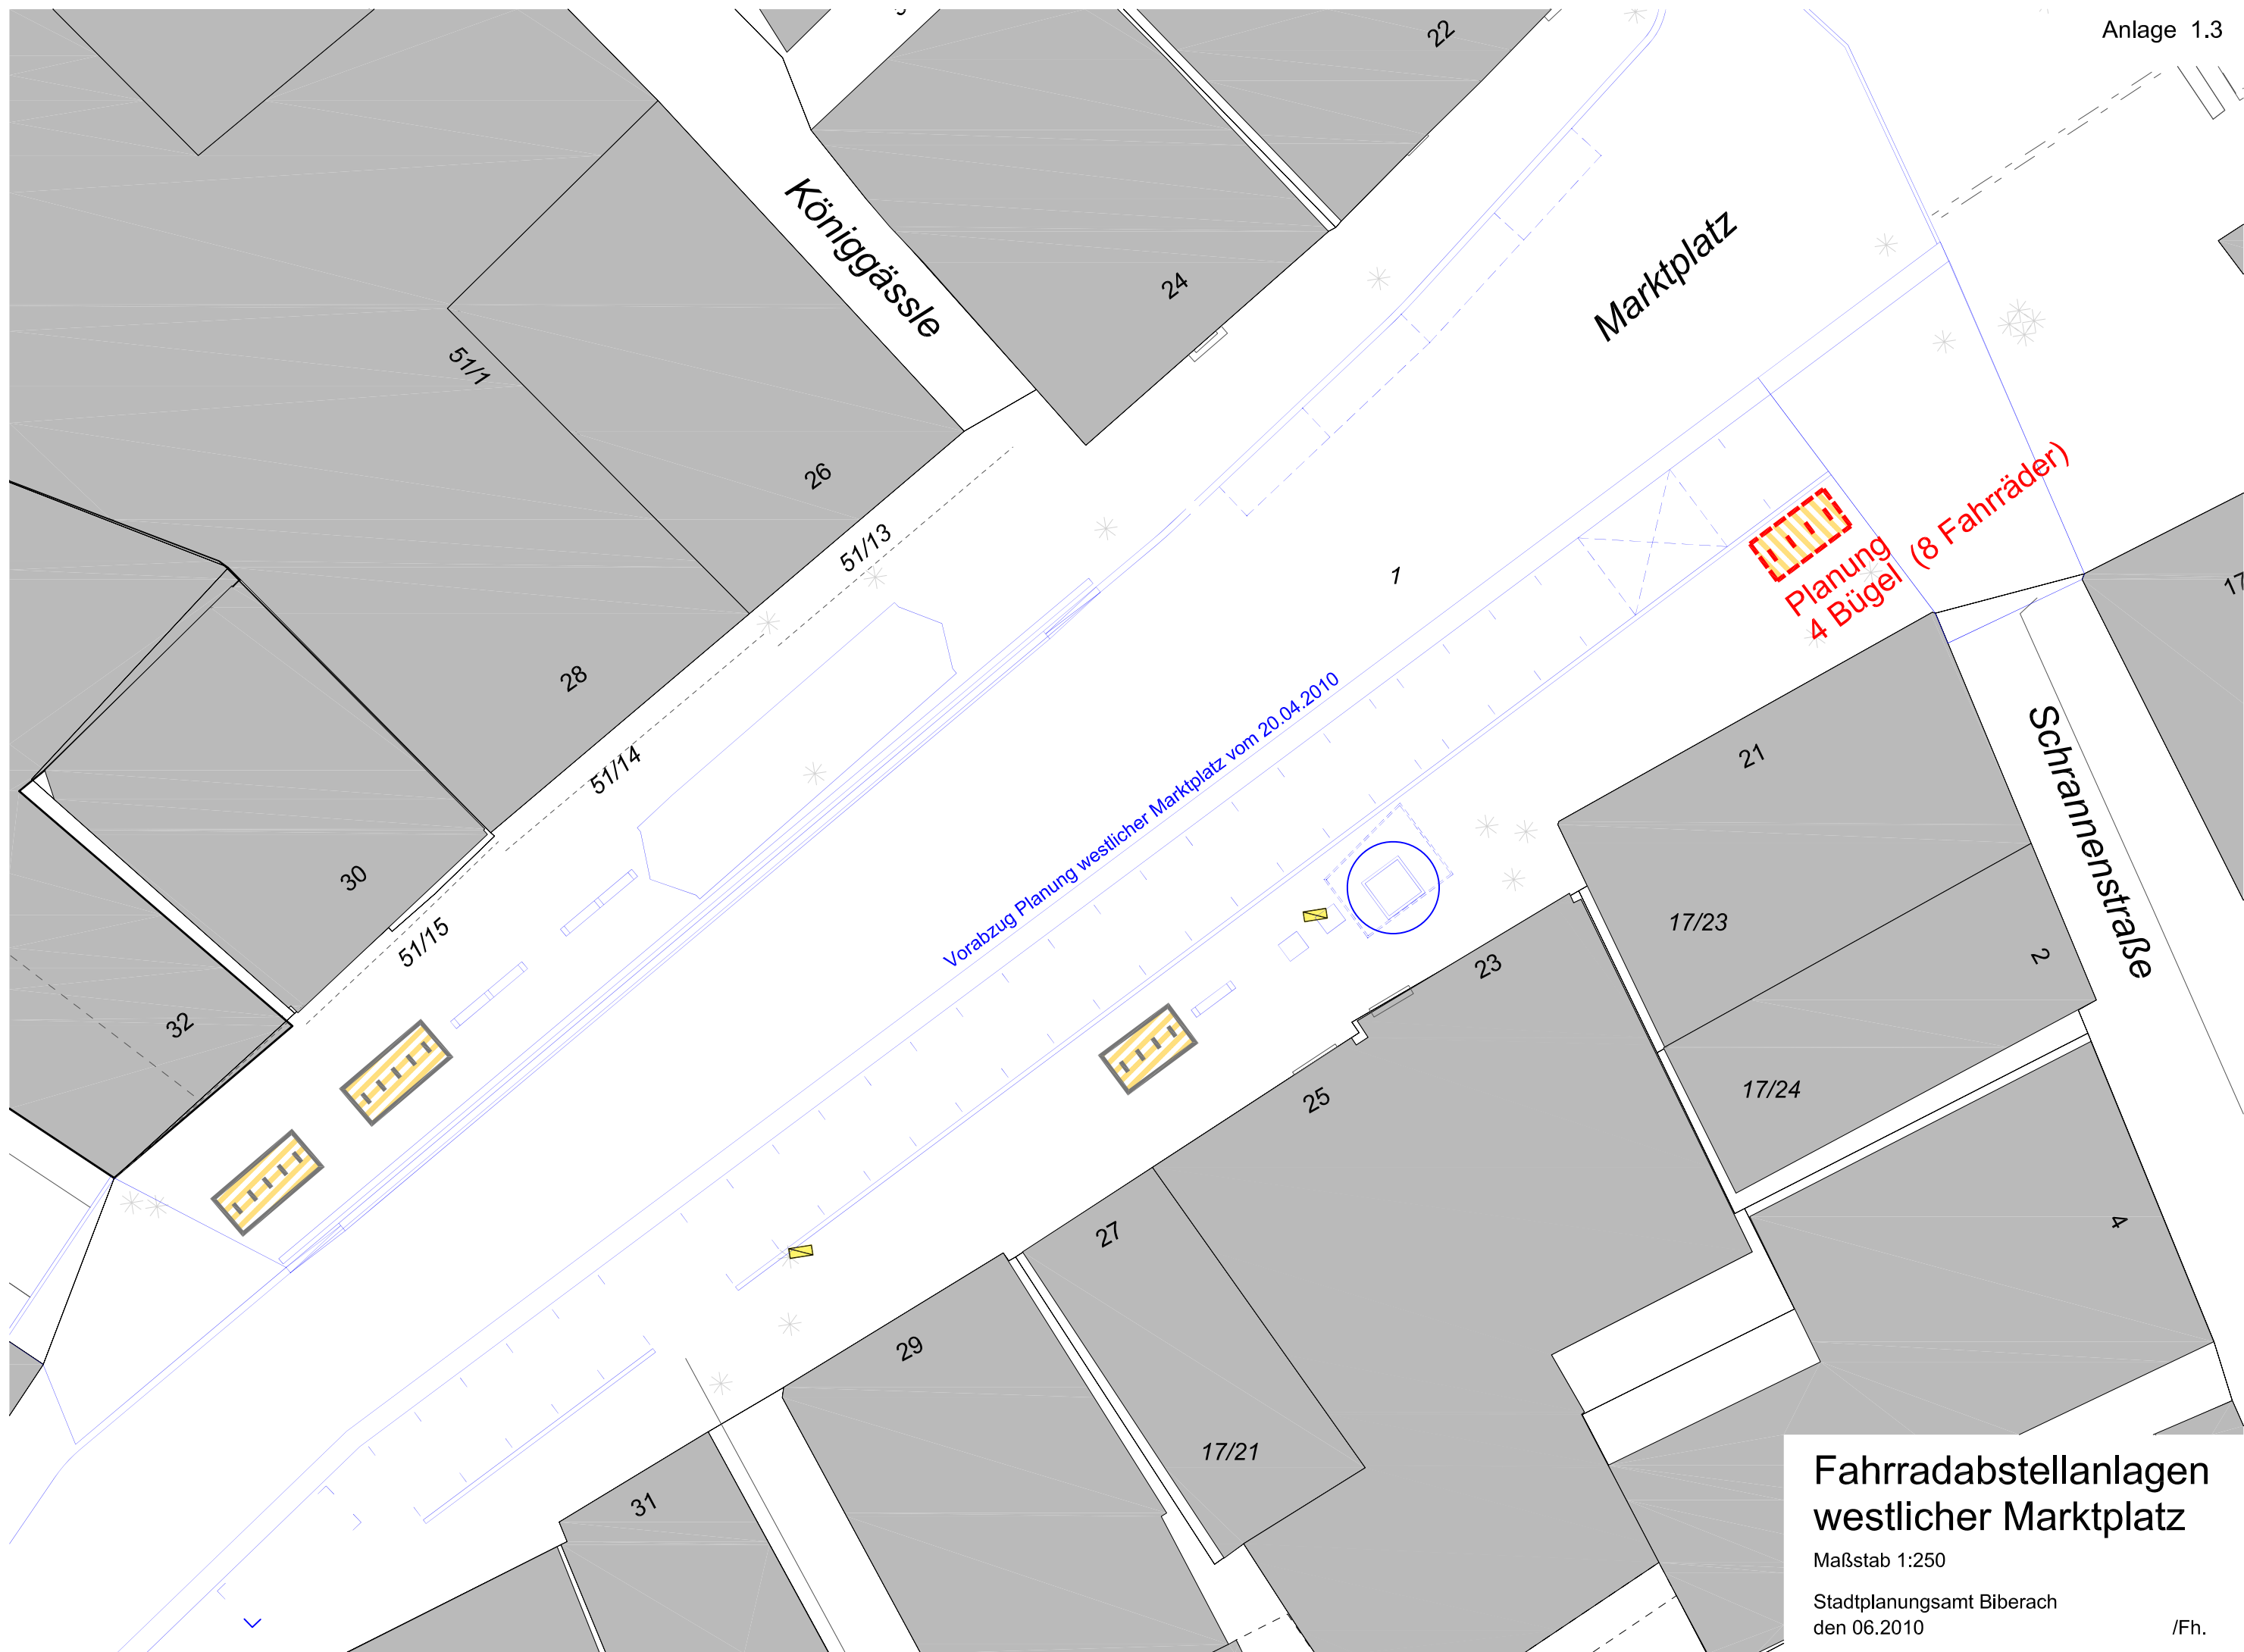 Anlage 1.3
22
Königgässle
Marktplatz
24
51/1
26
51/13
Planung (8 Fahrräder)
4 Bügel
1
17
28
51/14
Vorabzug Planung westlicher Marktplatz vom 20.04.2010
21
Schrannenstraße
30
51/15
17/23
23
2
32
25
17/24
27
4
29
17/21
31
Fahrradabstellanlagen
westlicher Marktplatz
Maßstab 1:250
Stadtplanungsamt Biberach
den 06.2010 /Fh.